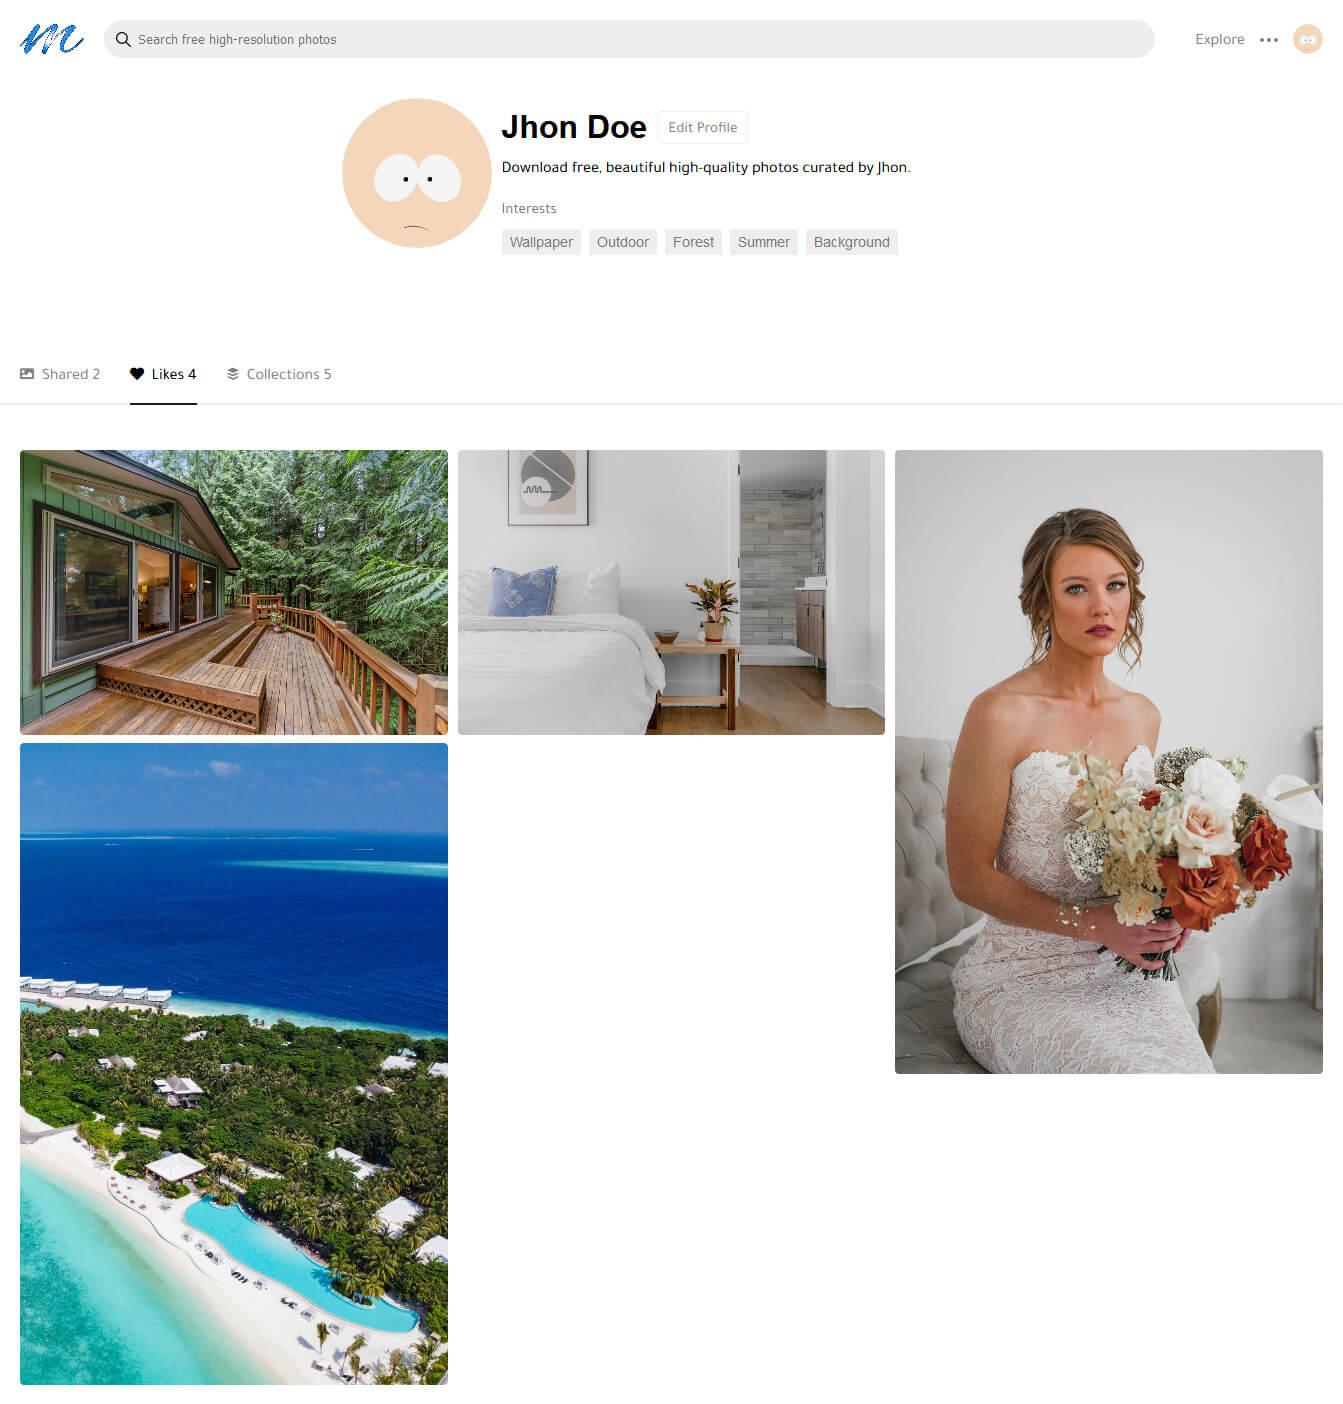 m
Search free high-resolution photos
Explore
Jhon Doe
Edit Profile
Download free, beautiful high-quality photos curated by Jhon.
Interests
Wallpaper Outdoor Forest Summer Background
Shared 2 Likes 4 Collections 5